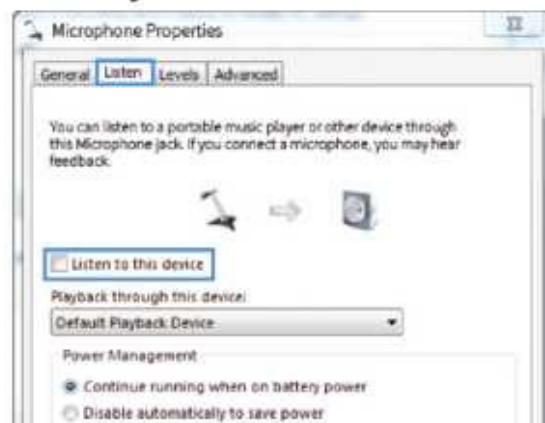 Microphone Properties
General Listen Levels Advanced
You can listen to a portable music player or other device through
this Microphone jack. If you connect a microphone, you may hear
feedback.
Listen to this device
Playback through this device:
Default Playback Device
Power Management
Continue running when on battery power
Disable automatically to save power